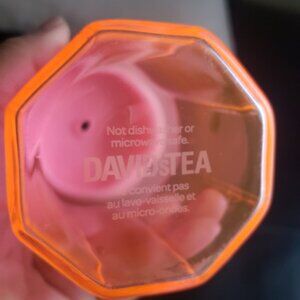 Not dishwasher or
microwave safe.
DAVIDsTEA
Ne convient pas
au lave-vaisselle et
au micro-ondes.